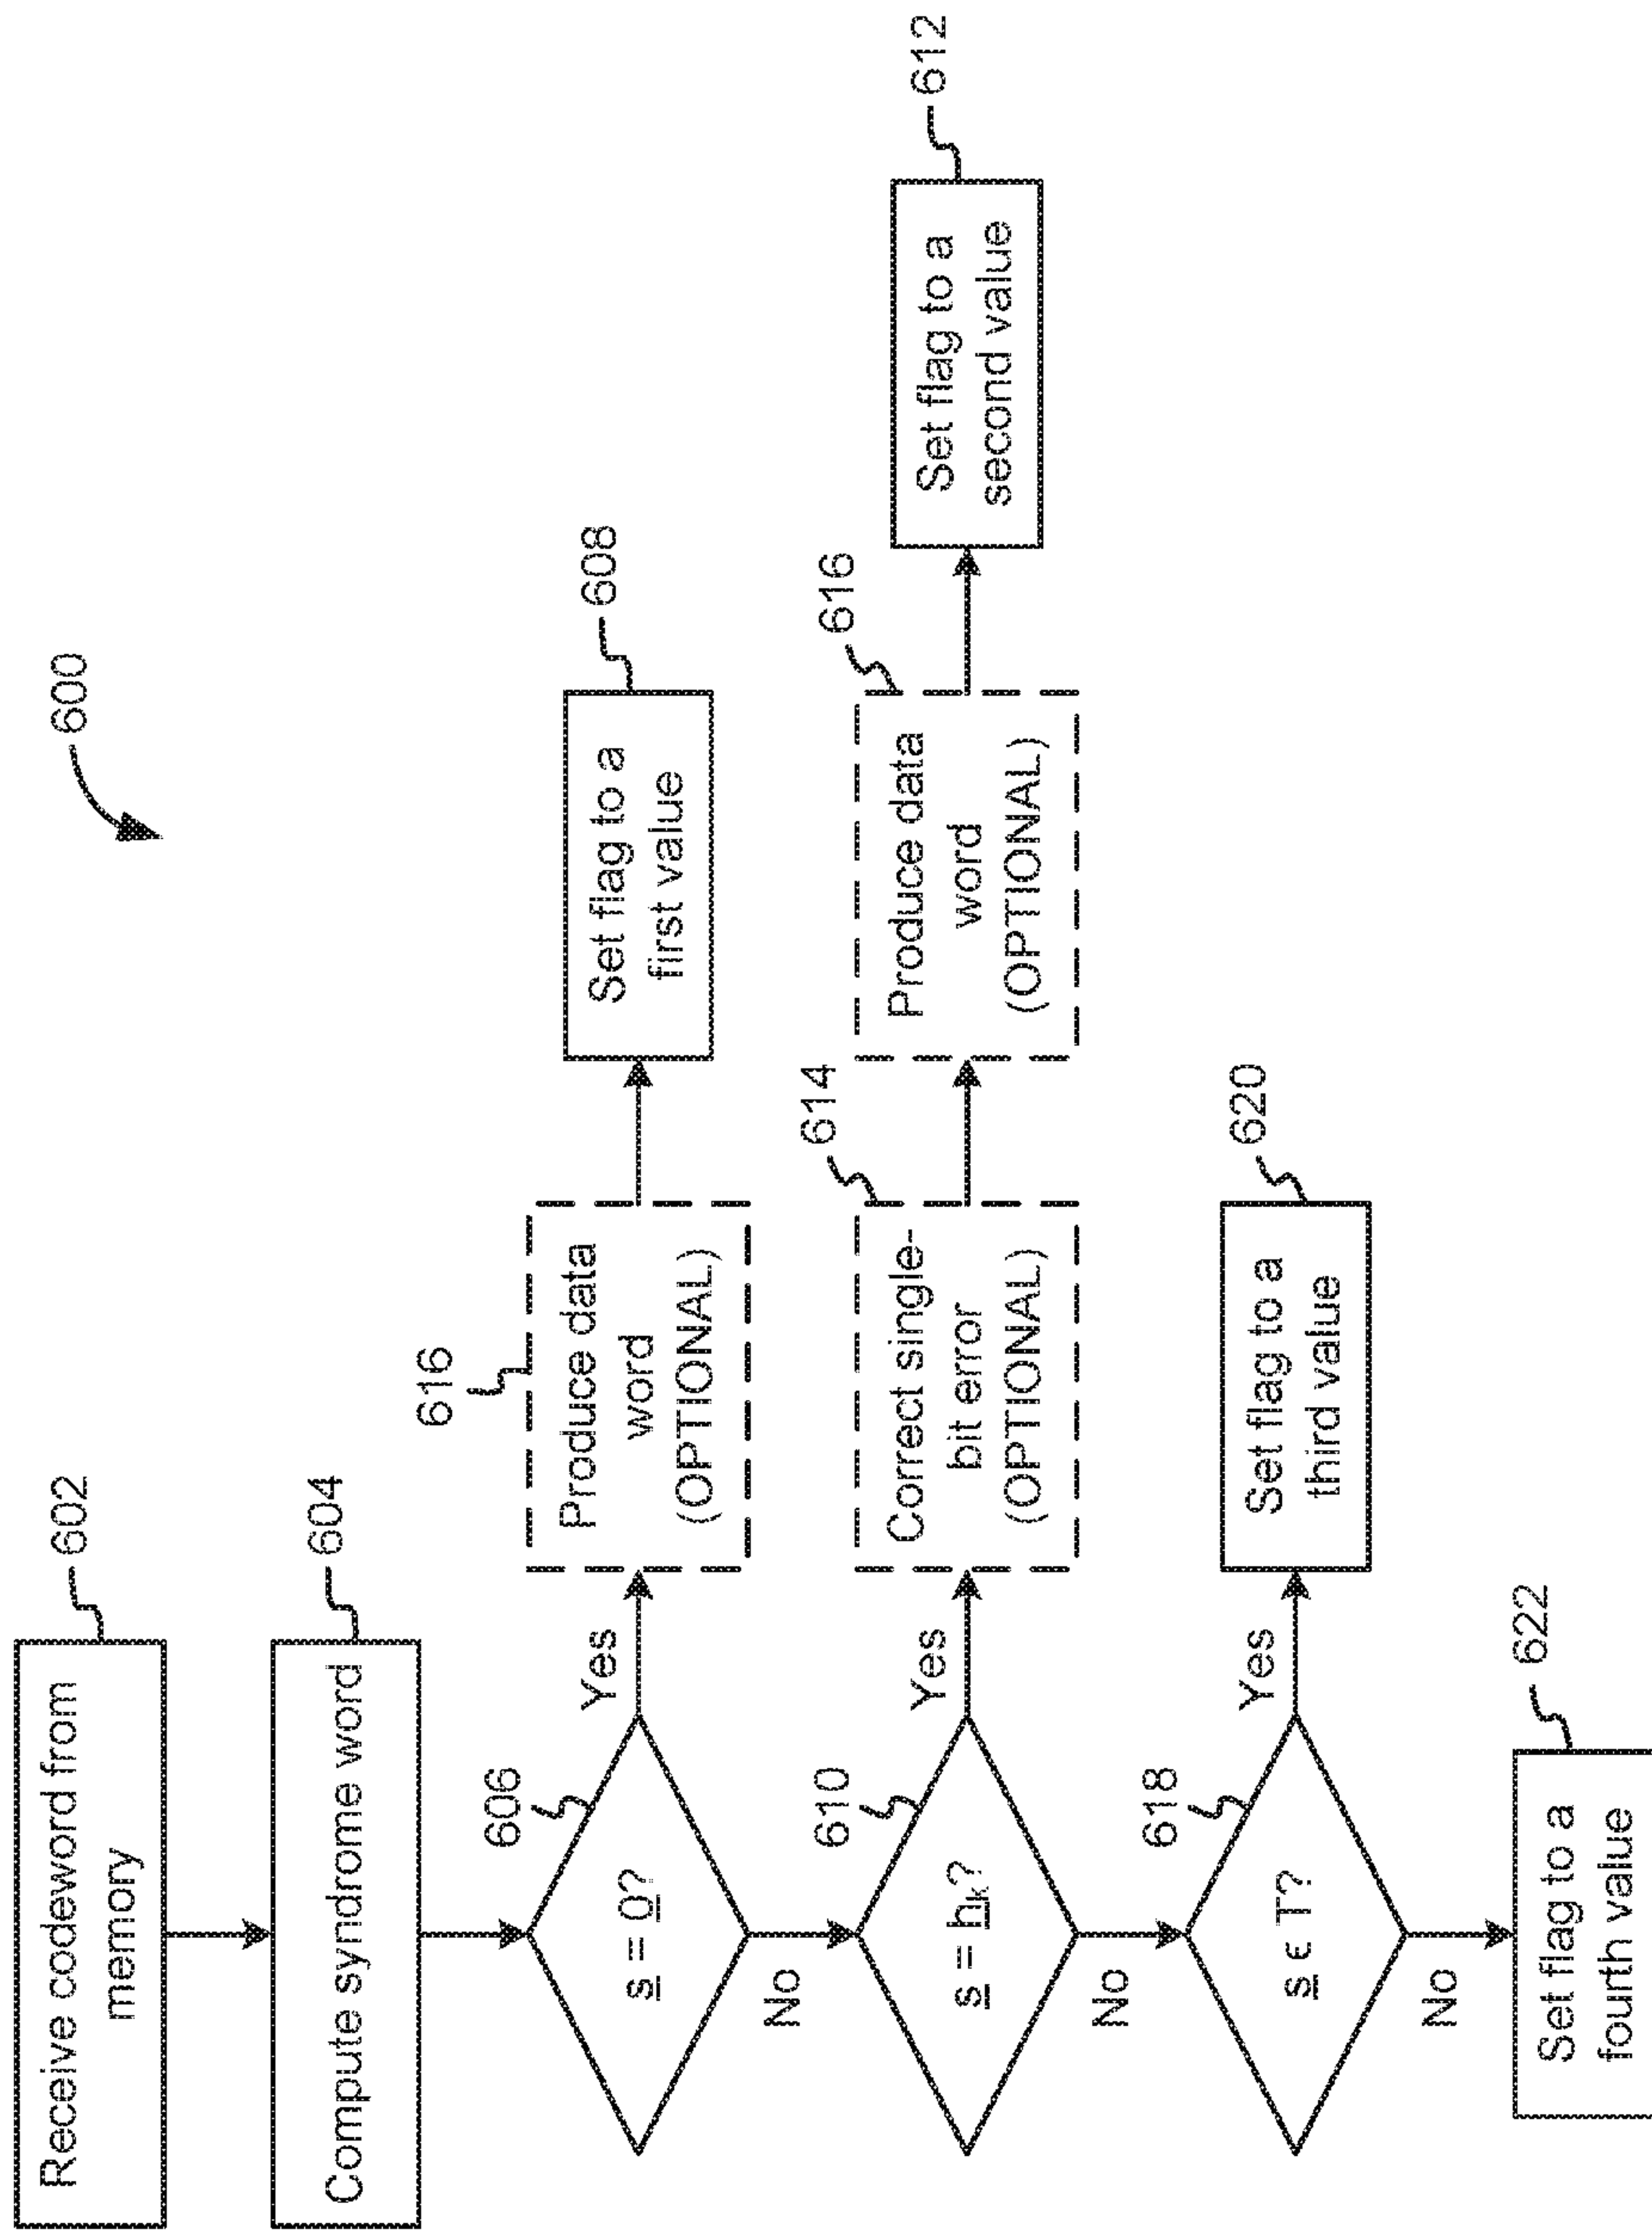 600
Receive codeword from
memory
602
Compute syndrome word
604
s = 0?
606
Yes
No
Produce data
word
(OPTIONAL)
616
Set flag to a
first value
608
s = hk?
610
Yes
No
Correct single-
bit error
(OPTIONAL)
614
Produce data
word
(OPTIONAL)
616
Set flag to a
second value
612
s ϵ T?
618
Yes
No
Set flag to a
third value
620
Set flag to a
fourth value
622